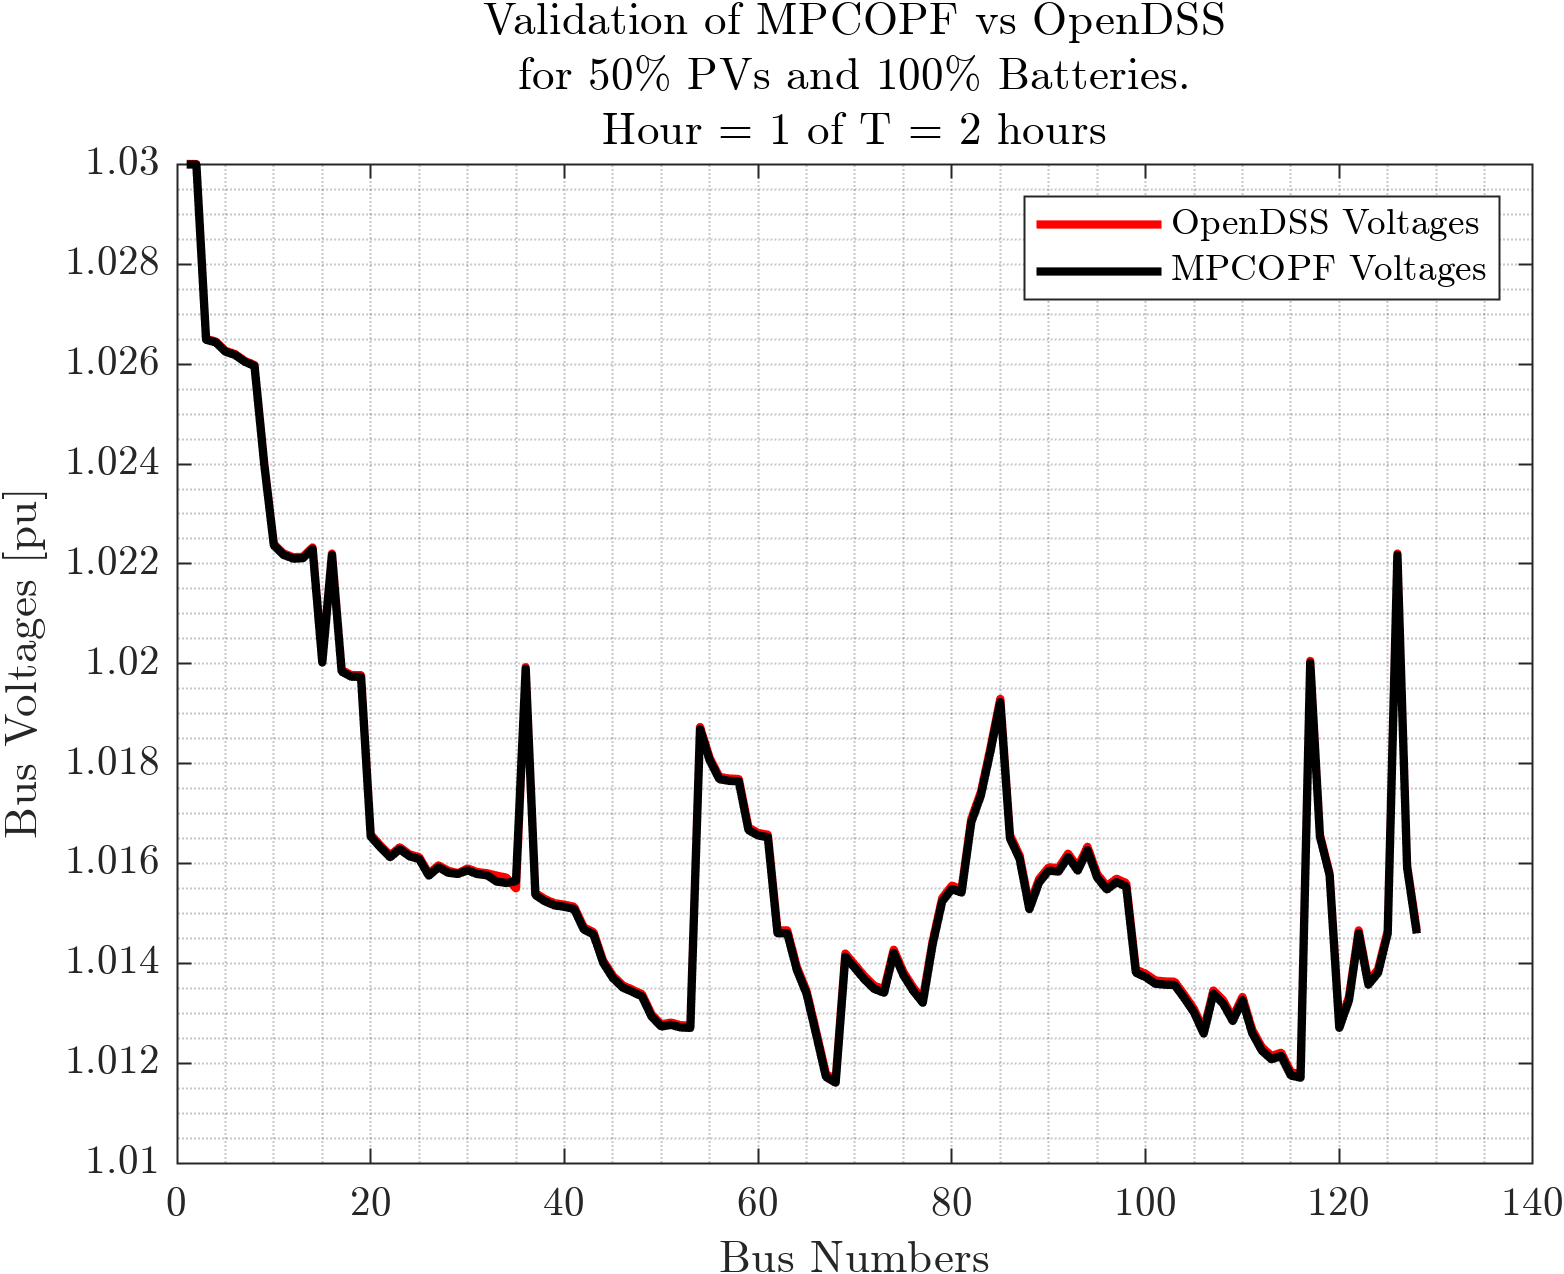 Validation of MPCOPF vs OpenDSS
for 50% PVs and 100% Batteries.
Hour = 1 of T = 2 hours
OpenDSS Voltages
MPCOPF Voltages
Bus Voltages [pu]
1.03
1.028
1.026
1.024
1.022
1.02
1.018
1.016
1.014
1.012
1.01
0 20 40 60 80 100 120 140
Bus Numbers